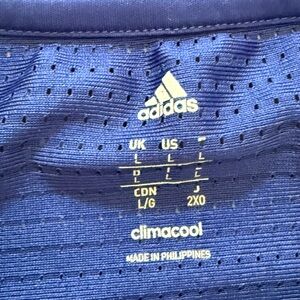 adidas
UK US F
L L L
D I E
L L L
CDN J
L/G 2XO
climacool
MADE IN PHILIPPINES